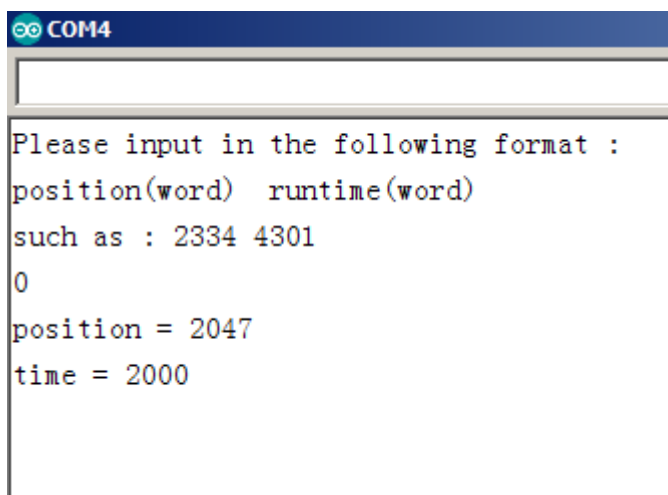 COM4
Please input in the following format :
position(word)  runtime(word)
such as : 2334 4301
0
position = 2047
time = 2000